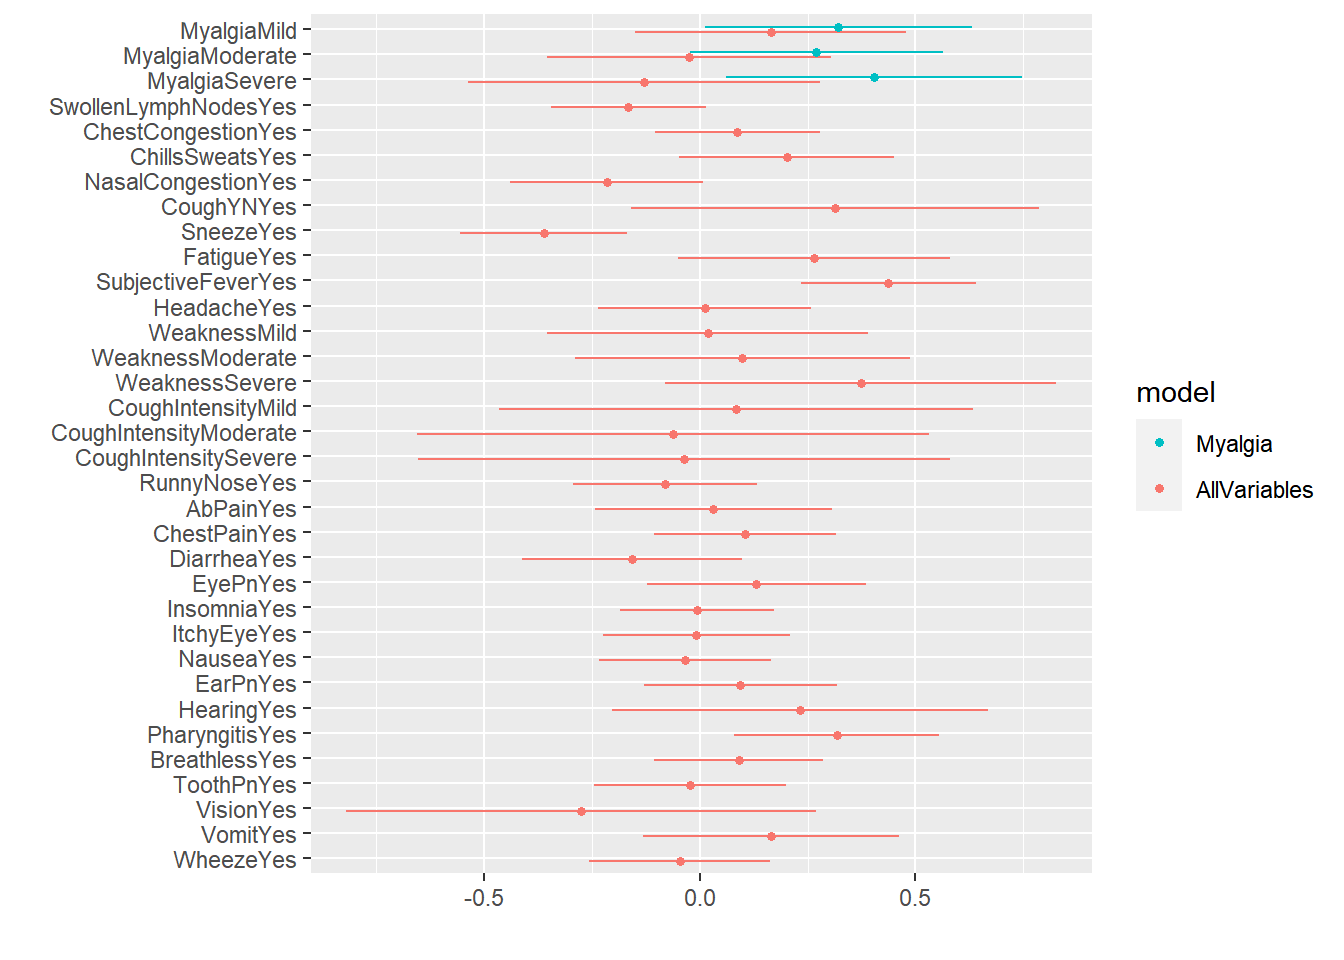 MyalgiaMild
MyalgiaModerate
MyalgiaSevere
SwollenLymphNodesYes
ChestCongestionYes
ChillsSweatsYes
NasalCongestionYes
CoughYNYes
SneezeYes
FatigueYes
SubjectiveFeverYes
HeadacheYes
WeaknessMild
WeaknessModerate
WeaknessSevere
CoughIntensityMild
CoughIntensityModerate
CoughIntensitySevere
RunnyNoseYes
AbPainYes
ChestPainYes
DiarrheaYes
EyePnYes
InsomniaYes
ItchyEyeYes
NauseaYes
EarPnYes
HearingYes
PharyngitisYes
BreathlessYes
ToothPnYes
VisionYes
VomitYes
WheezeYes
-0.5 0.0 0.5
model
Myalgia
AllVariables